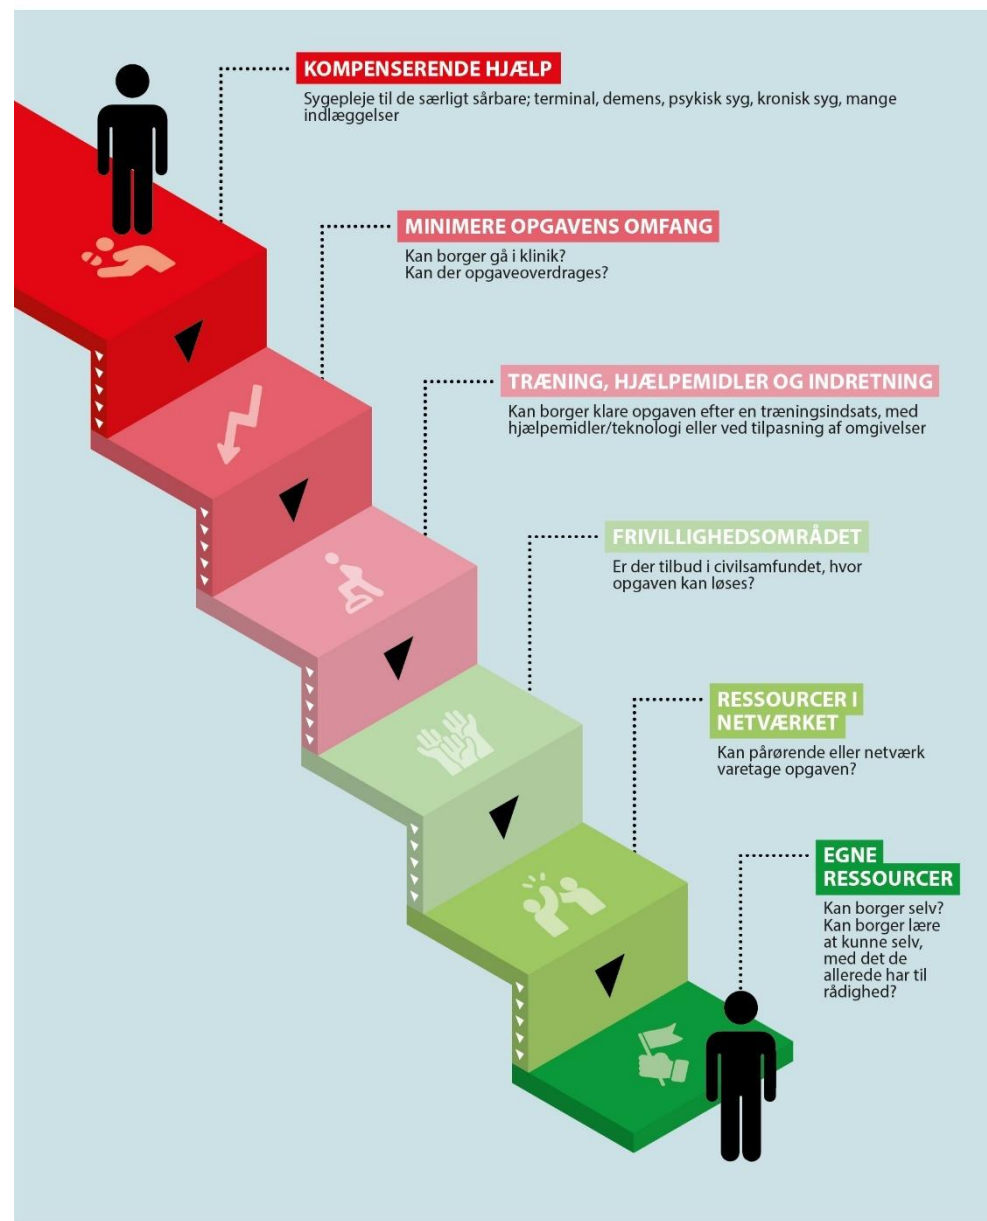 KOMPENSERENDE HJÆLP
Sygepleje til de særligt sårbare; terminal, demens, psykisk syg, kronisk syg, mange
indlæggelser
MINIMERE OPGAVENS OMFANG
Kan borger gå i klinik?
Kan der opgaveoverdrages?
TRÆNING, HJÆLPEMIDLER OG INDRETNING
Kan borger klare opgaven efter en træningsindsats, med
hjælpemidler/teknologi eller ved tilpasning af omgivelser
FRIVILLIGHEDSOMRÅDET
Er der tilbud i civilsamfundet, hvor
opgaven kan løses?
RESSOURCER I
NETVÆRKET
Kan pårørende eller netværk
varetage opgaven?
EGNE
RESSOURCER
Kan borger selv?
Kan borger lære
at kunne selv,
med det de
allerede har til
rådighed?